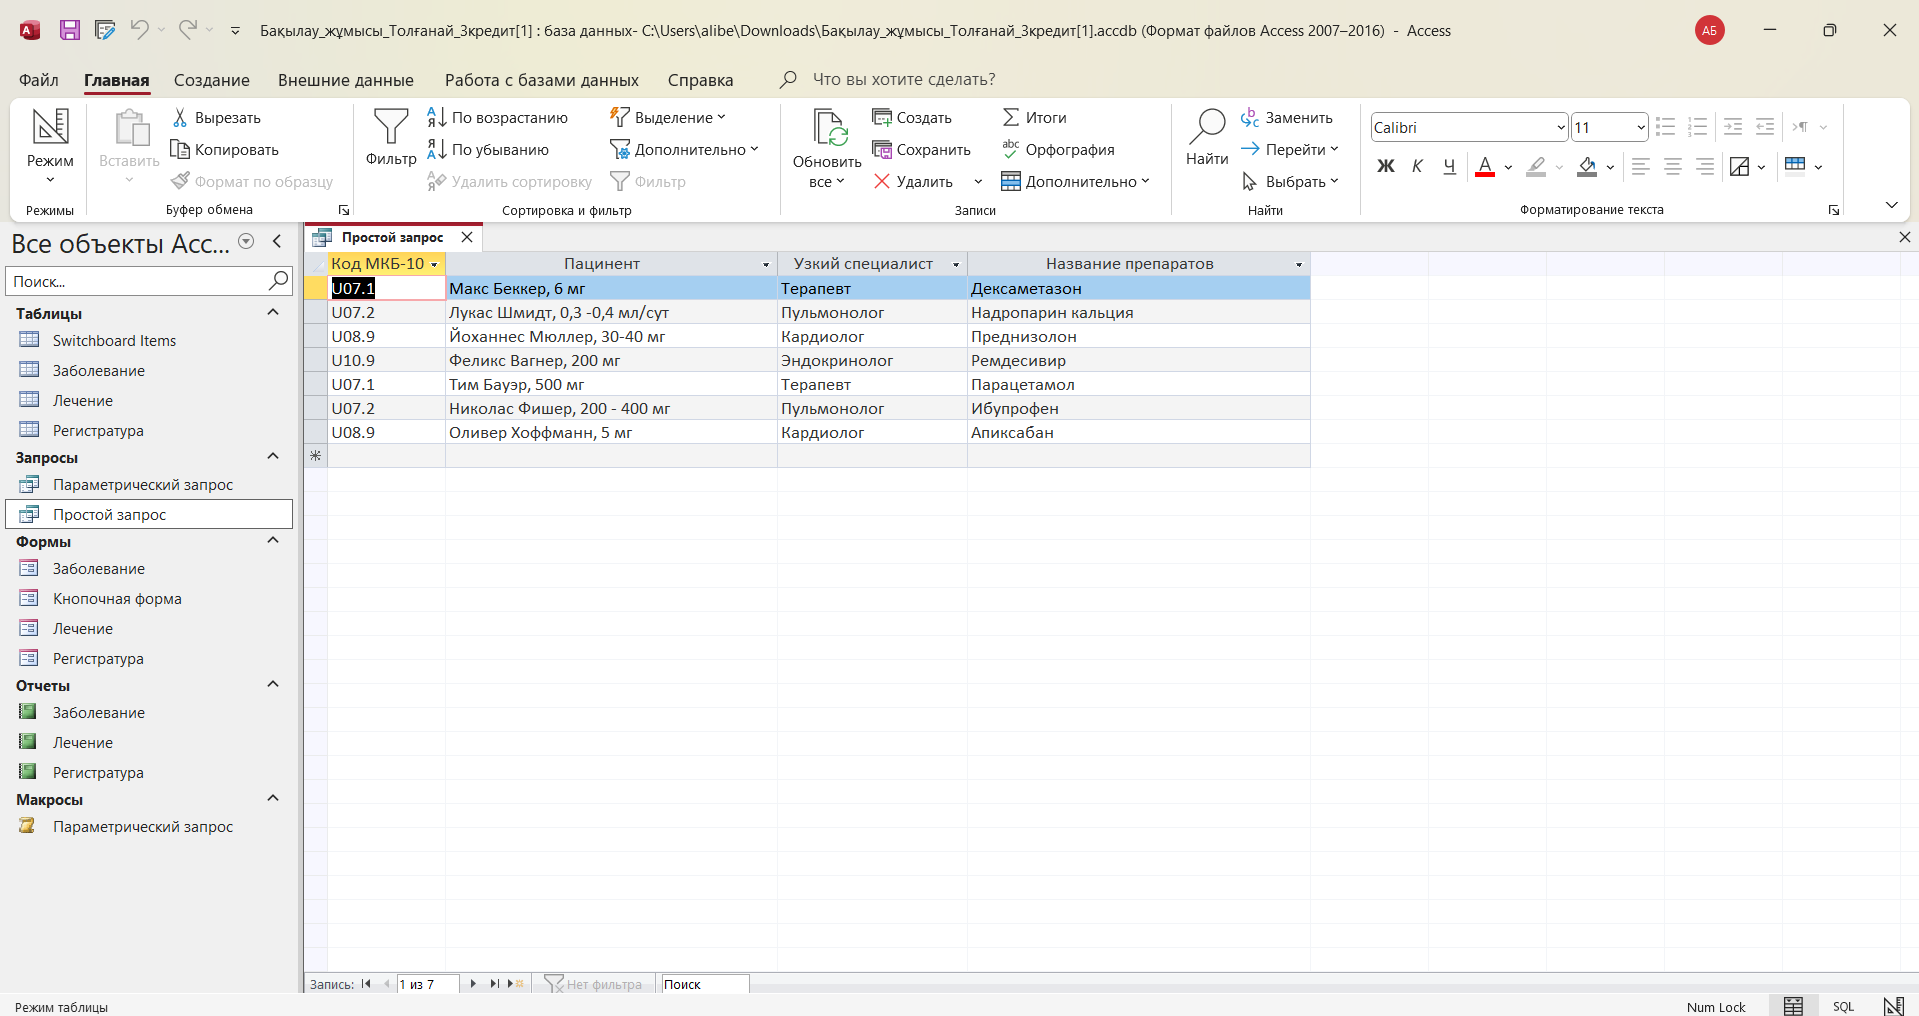 Бақылау_жұмысы_Толғанай_3кредит[1] : база данных- C:\Users\alibe\Downloads\Бақылау_жұмысы_Толғанай_3кредит[1].accdb (Формат файлов Access 2007–2016) - Access
АБ
Файл Главная Создание Внешние данные Работа с базами данных Справка Что вы хотите сделать?
Режим
Режимы
Вставить
Вырезать
Копировать
Формат по образцу
Буфер обмена
Фильтр
По возрастанию
По убыванию
Удалить сортировку
Выделение
Дополнительно
Фильтр
Сортировка и фильтр
Обновить
все
Создать
Сохранить
Удалить
Итоги
Орфография
Дополнительно
Записи
Найти
Заменить
Перейти
Выбрать
Найти
Calibri 11
Ж К Ч А
Форматирование текста
Все объекты Acc...
Поиск...
Таблицы
Switchboard Items
Заболевание
Лечение
Регистратура
Запросы
Параметрический запрос
Простой запрос
Формы
Заболевание
Кнопочная форма
Лечение
Регистратура
Отчеты
Заболевание
Лечение
Регистратура
Макросы
Параметрический запрос
Простой запрос
Код МКБ-10 Пацинент Узкий специалист Название препаратов
U07.1 Макс Беккер, 6 мг Терапевт Дексаметазон
U07.2 Лукас Шмидт, 0,3 -0,4 мл/сут Пульмонолог Надропарин кальция
U08.9 Йоханнес Мюллер, 30-40 мг Кардиолог Преднизолон
U10.9 Феликс Вагнер, 200 мг Эндокринолог Ремдесивир
U07.1 Тим Бауэр, 500 мг Терапевт Парацетамол
U07.2 Николас Фишер, 200 - 400 мг Пульмонолог Ибупрофен
U08.9 Оливер Хоффманн, 5 мг Кардиолог Апиксабан
Запись: 1 из 7 Нет фильтра Поиск
Режим таблицы Num Lock SQL